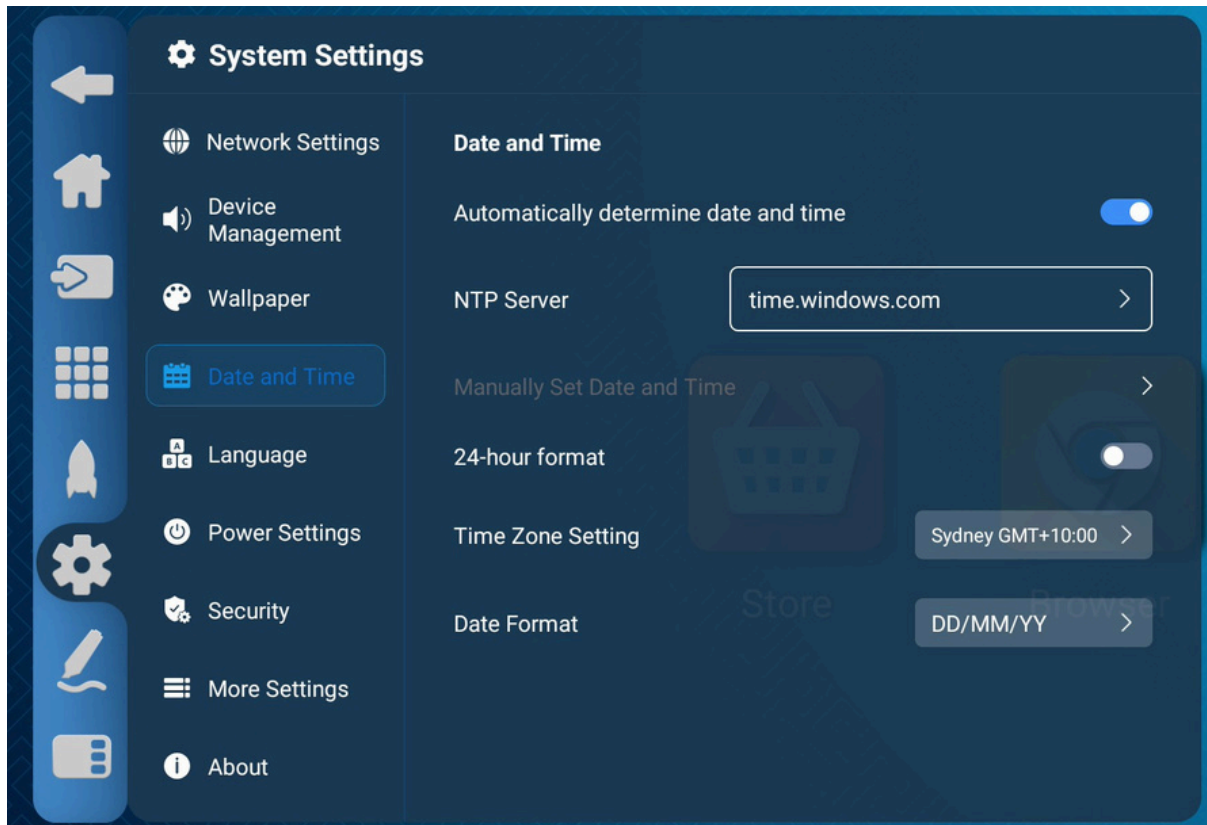 System Settings
Network Settings
Device
Management
Wallpaper
Date and Time
Language
A
B C
Power Settings
Security
More Settings
About
Date and Time
Automatically determine date and time
NTP Server
time.windows.com
Manually Set Date and Time
24-hour format
Time Zone Setting
Sydney GMT+10:00
Date Format
DD/MM/YY
Store
Browser